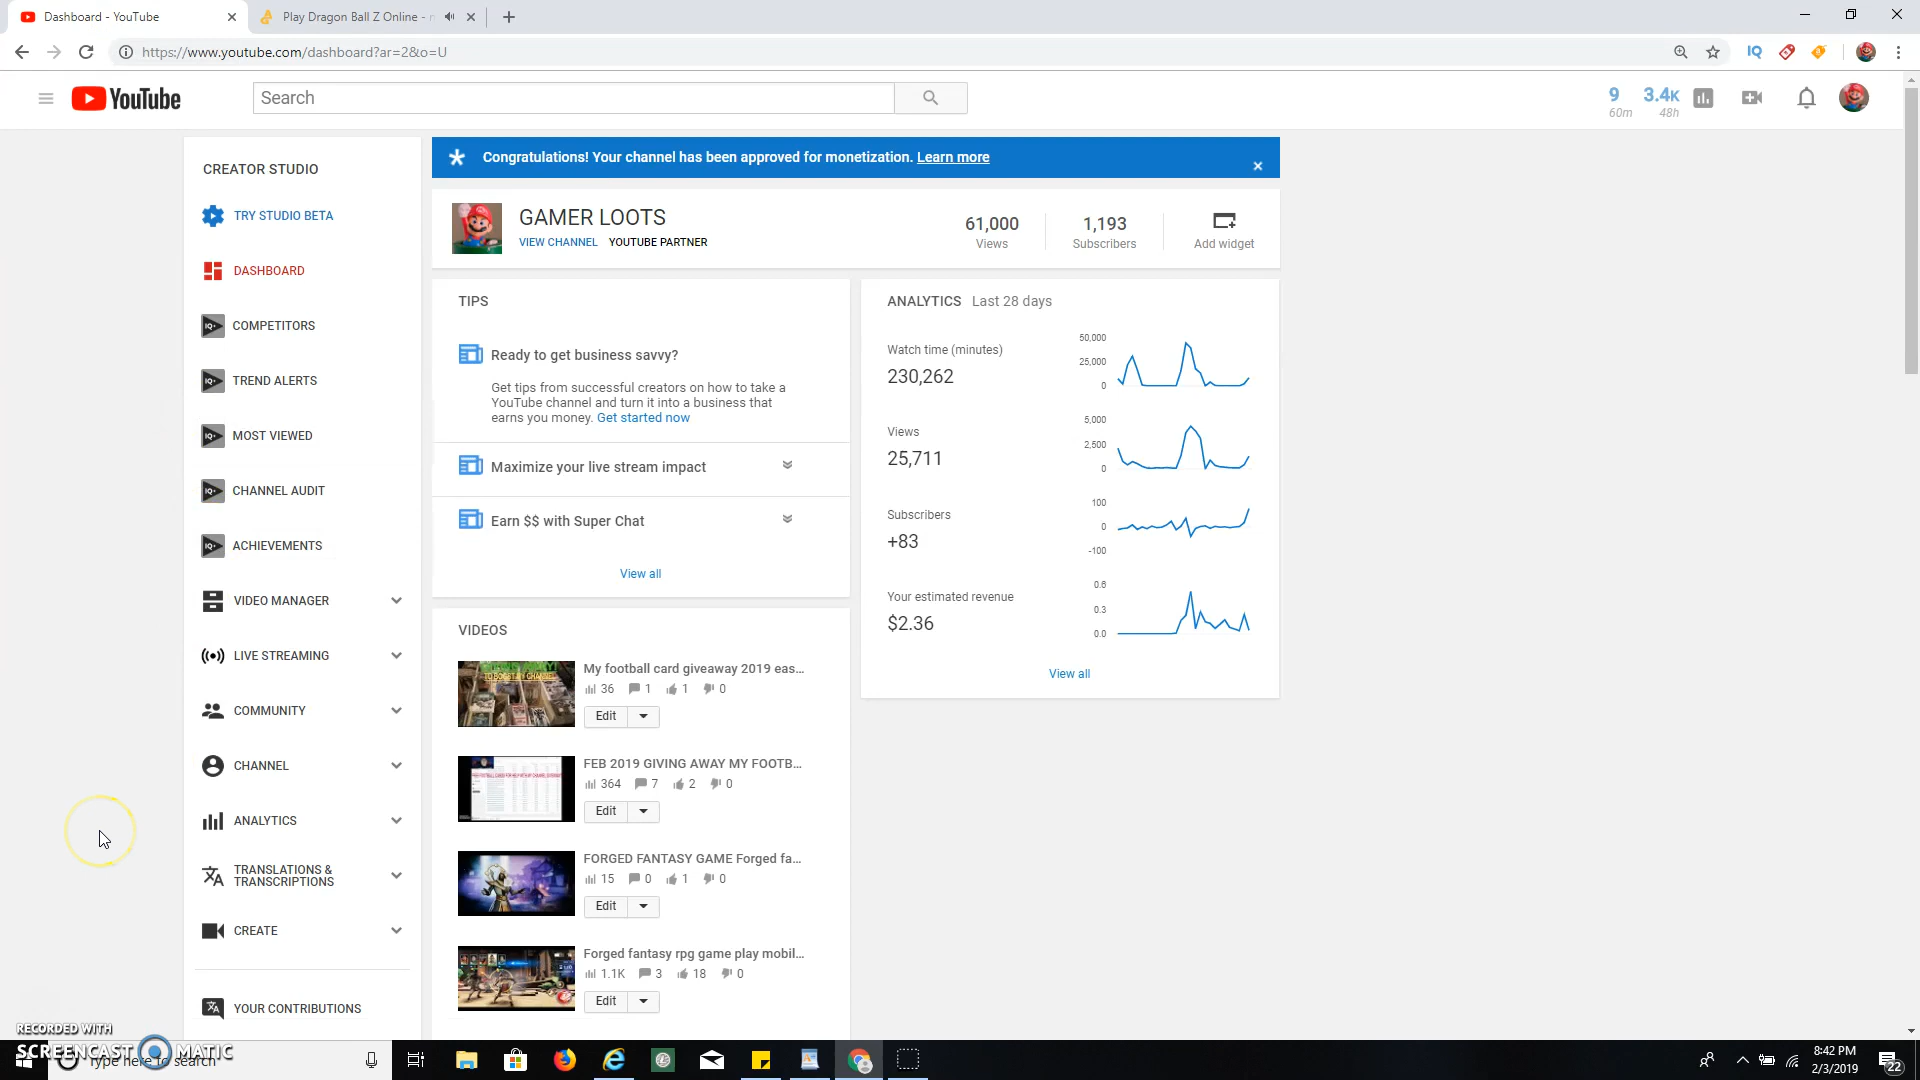 Dashboard - YouTube
Play Dragon Ball Z Online -
https://www.youtube.com/dashboard?ar=2&o=U
IQ
YouTube
Search
9
60m
3.4K
48h
CREATOR STUDIO
TRY STUDIO BETA
DASHBOARD
COMPETITORS
TREND ALERTS
MOST VIEWED
CHANNEL AUDIT
ACHIEVEMENTS
VIDEO MANAGER
LIVE STREAMING
COMMUNITY
CHANNEL
ANALYTICS
TRANSLATIONS &
TRANSCRIPTIONS
CREATE
YOUR CONTRIBUTIONS
Congratulations! Your channel has been approved for monetization. Learn more
GAMER LOOTS
VIEW CHANNEL YOUTUBE PARTNER
61,000
Views
1,193
Subscribers
Add widget
TIPS
Ready to get business savvy?
Get tips from successful creators on how to take a
YouTube channel and turn it into a business that
earns you money. Get started now
Maximize your live stream impact
Earn $$ with Super Chat
View all
VIDEOS
TO BOOST MY CHANNEL
My football card giveaway 2019 eas...
36 1 1 0
Edit
FEB 2019 GIVING AWAY MY FOOTB...
364 7 2 0
Edit
FORGED FANTASY GAME Forged fa...
15 0 1 0
Edit
Forged fantasy rpg game play mobil...
1.1K 3 18 0
Edit
ANALYTICS Last 28 days
Watch time (minutes)
230,262
50,000
25,000
0
Views
25,711
5,000
2,500
0
Subscribers
+83
100
0
-100
Your estimated revenue
$2.36
0.6
0.3
0.0
View all
RECORDED WITH
SCREENCAST MATIC
Type here to search
8:42 PM
2/3/2019
22